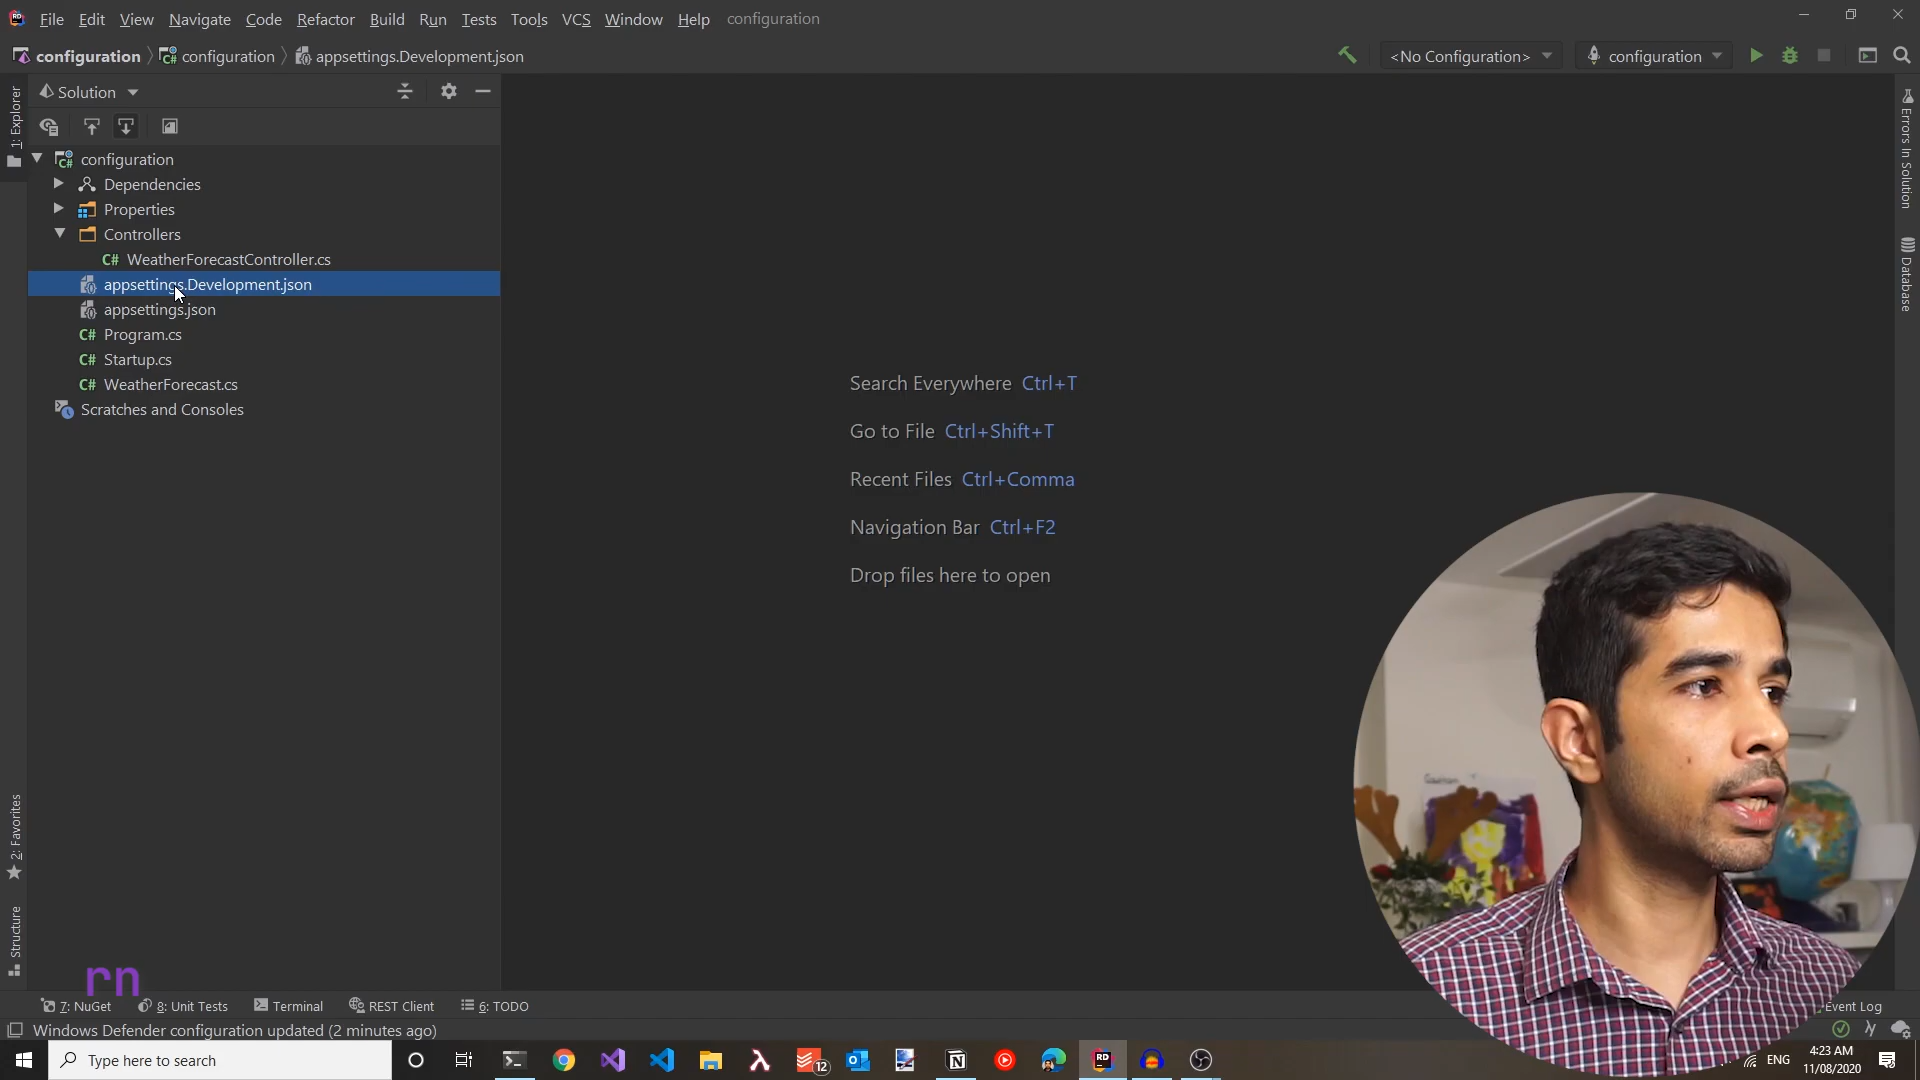 File Edit View Navigate Code Refactor Build Run Tests Tools VCS Window Help configuration
configuration configuration appsettings.Development.json <No Configuration> configuration
Solution
1: Explorer
configuration
Dependencies
Properties
Controllers
C# WeatherForecastController.cs
appsettings.Development.json
appsettings.json
C# Program.cs
C# Startup.cs
C# WeatherForecast.cs
Scratches and Consoles
Search Everywhere Ctrl+T
Go to File Ctrl+Shift+T
Recent Files Ctrl+Comma
Navigation Bar Ctrl+F2
Drop files here to open
Errors In Solution
Database
2: Favorites
Structure
rn
7: NuGet 8: Unit Tests Terminal REST Client 6: TODO Event Log
Windows Defender configuration updated (2 minutes ago)
Type here to search 12 ENG 4:23 AM
11/08/2020